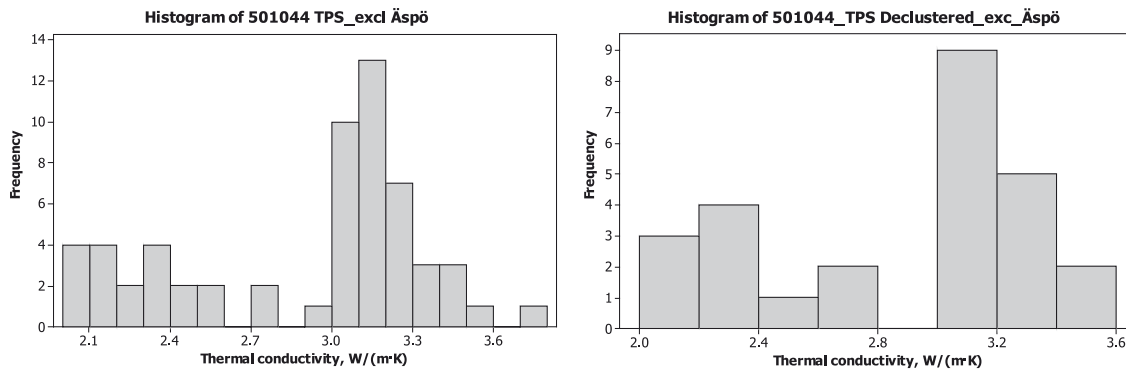 Histogram of 501044 TPS_excl Äspö
14
12
10
8
6
4
2
0
Frequency
2.1 2.4 2.7 3.0 3.3 3.6
Thermal conductivity, W/(m·K)
Histogram of 501044_TPS Declustered_exc_Äspö
9
8
7
6
5
4
3
2
1
0
Frequency
2.0 2.4 2.8 3.2 3.6
Thermal conductivity, W/(m·K)